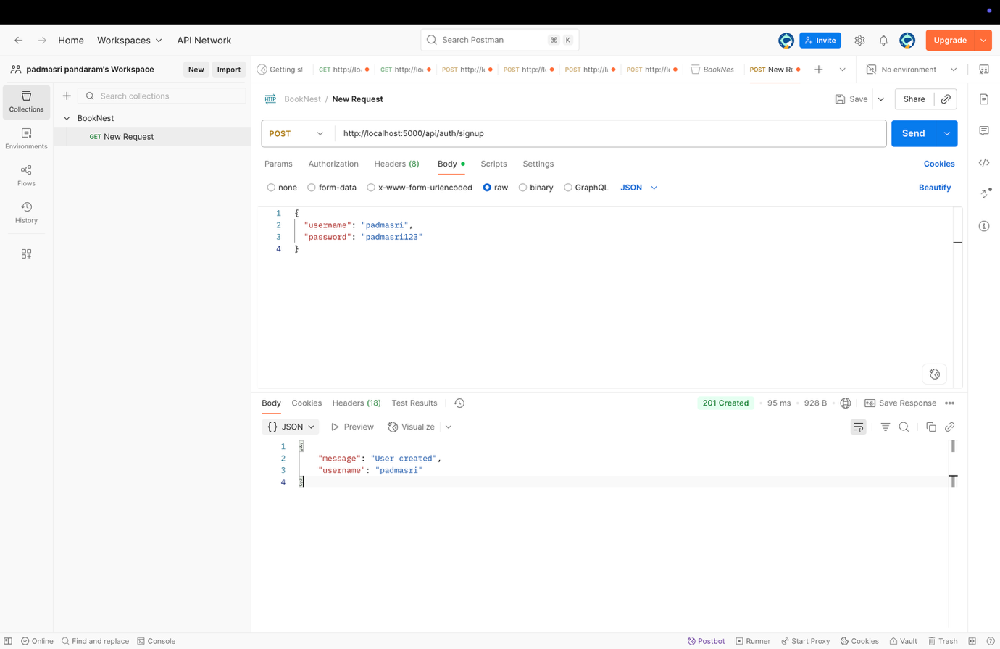 Home Workspaces API Network Search Postman ⌘ K Invite Upgrade
padmasri pandaram's Workspace New Import Getting st GET http://lo GET http://lo POST http://l POST http://l POST http://l POST http://l BookNes POST New Re No environment
Collections
Environments
Flows
History
Search collections
BookNest
GET New Request
BookNest / New Request Save Share
POST http://localhost:5000/api/auth/signup Send
Params Authorization Headers (8) Body Scripts Settings Cookies
none form-data x-www-form-urlencoded raw binary GraphQL JSON Beautify
1 {
2 "username": "padmasri",
3 "password": "padmasri123"
4 }
Body Cookies Headers (18) Test Results 201 Created • 95 ms • 928 B Save Response
{} JSON Preview Visualize
1 {
2 "message": "User created",
3 "username": "padmasri"
4 }
Online Find and replace Console Postbot Runner Start Proxy Cookies Vault Trash